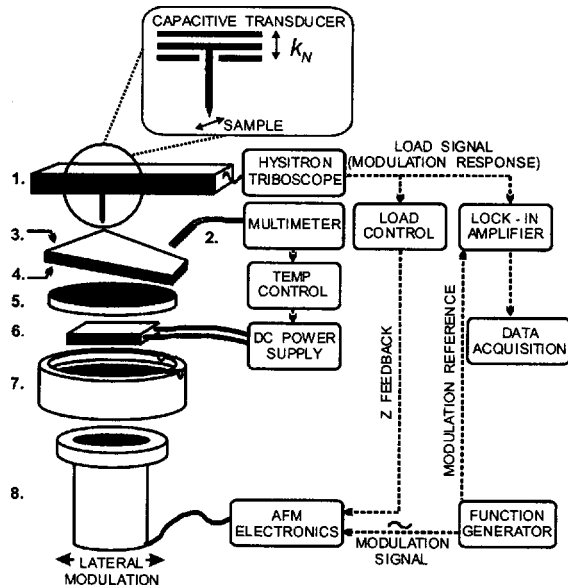 CAPACITIVE TRANSDUCER
kN
SAMPLE
1.
HYSITRON
TRIBOSCOPE
LOAD SIGNAL
(MODULATION RESPONSE)
2.
3.
MULTIMETER
LOAD
CONTROL
LOCK - IN
AMPLIFIER
4.
TEMP
CONTROL
5.
6.
DC POWER
SUPPLY
DATA
ACQUISITION
7.
Z FEEDBACK
MODULATION REFERENCE
8.
AFM
ELECTRONICS
FUNCTION
GENERATOR
MODULATION
SIGNAL
LATERAL
MODULATION